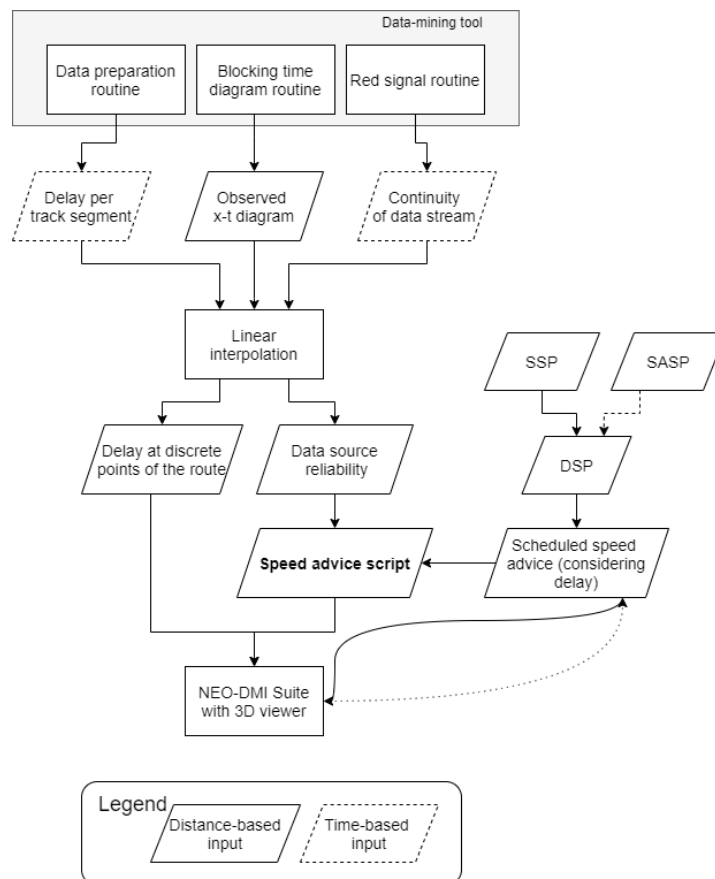 Data-mining tool
Data preparation
routine
Blocking time
diagram routine
Red signal routine
Delay per
track segment
Observed
x-t diagram
Continuity
of data stream
Linear
interpolation
SSP
SASP
Delay at discrete
points of the route
Data source
reliability
DSP
Speed advice script
Scheduled speed
advice (considering
delay)
NEO-DMI Suite
with 3D viewer
Legend
Distance-based
input
Time-based
input